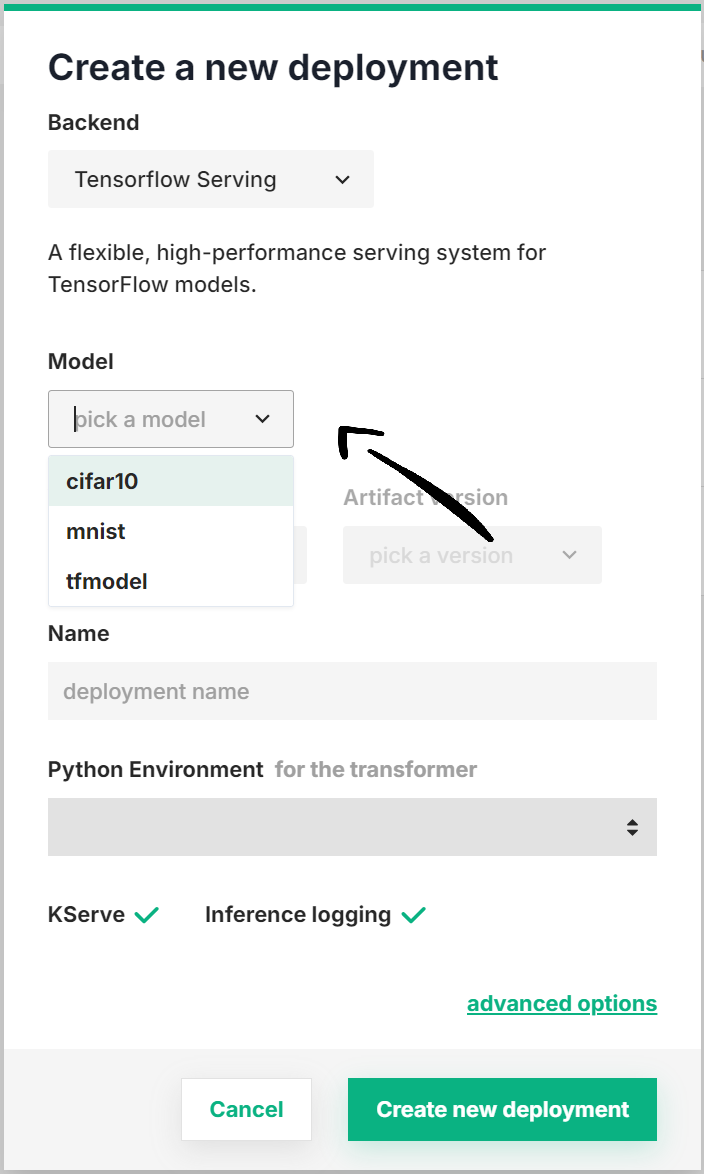 Create a new deployment
Backend
Tensorflow Serving
A flexible, high-performance serving system for
TensorFlow models.
Model
pick a model
cifar10
mnist
tfmodel
Artifact version
pick a version
Name
deployment name
Python Environment for the transformer
KServe
Inference logging
advanced options
Cancel
Create new deployment